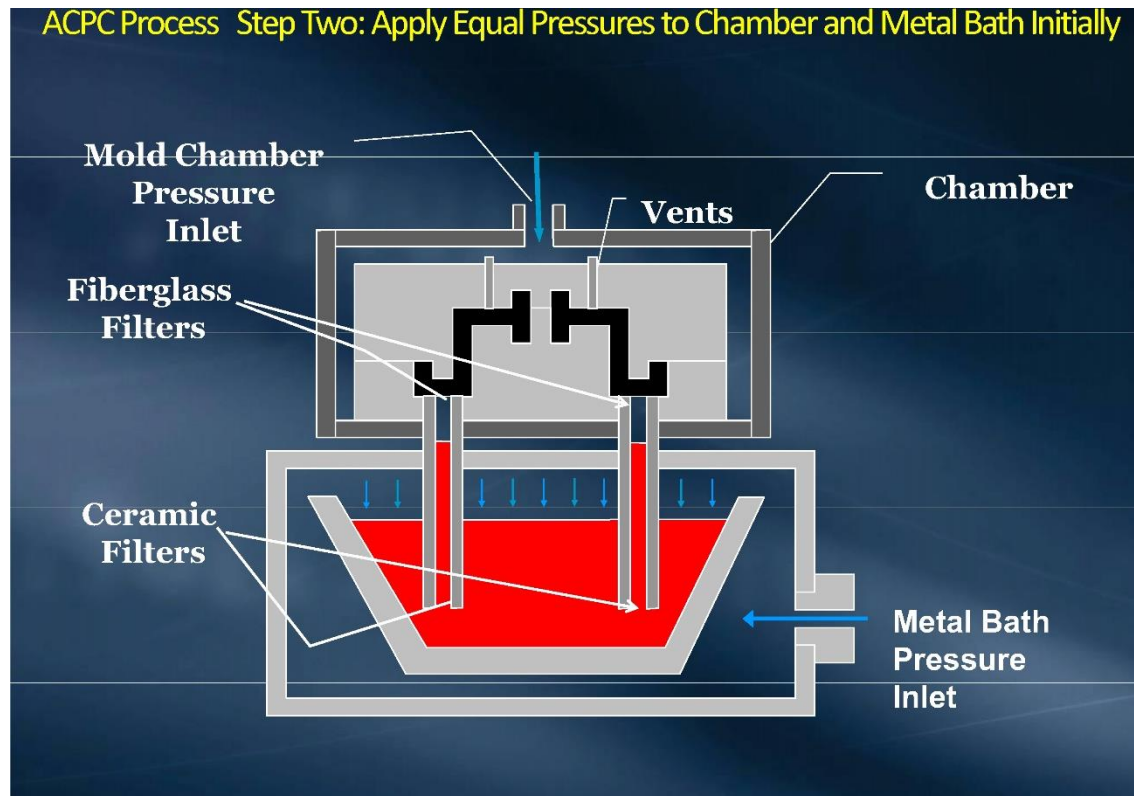 ACPC Process Step Two: Apply Equal Pressures to Chamber and Metal Bath Initially
Mold Chamber
Pressure
Inlet
Vents
Chamber
Fiberglass
Filters
Ceramic
Filters
Metal Bath
Pressure
Inlet